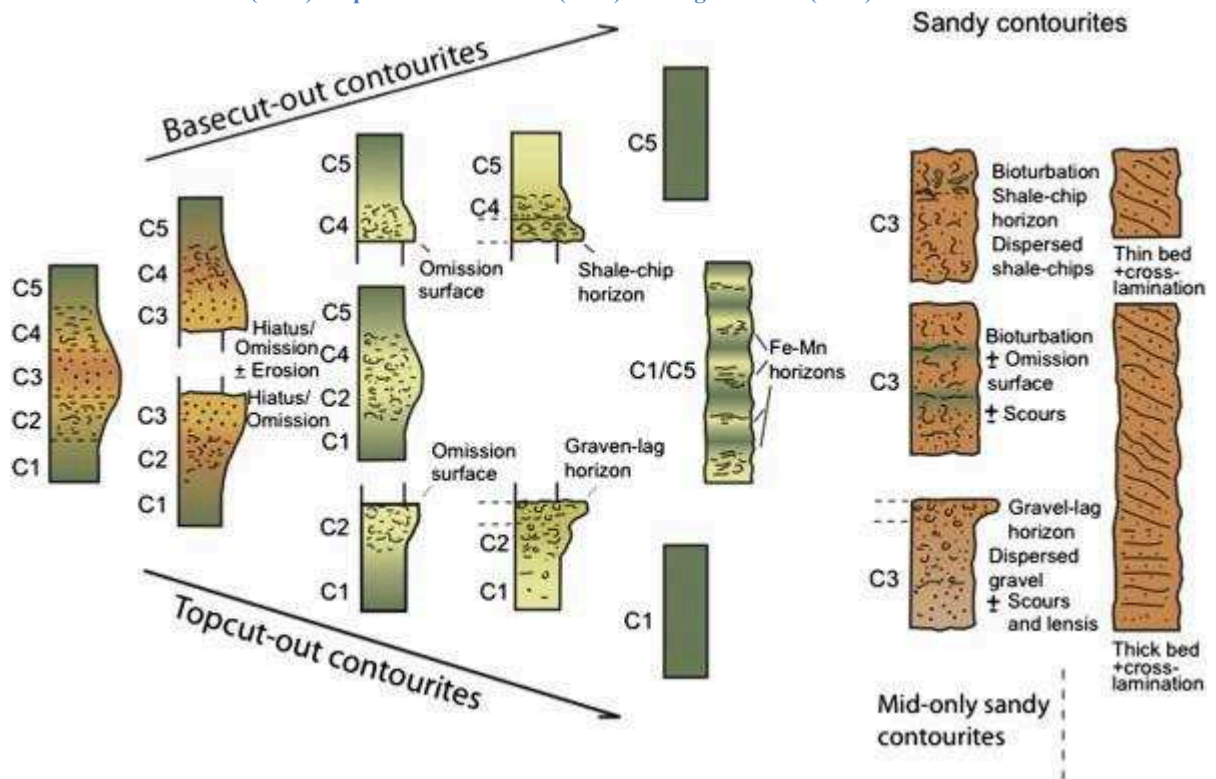 Sandy contourites
Basecut-out contourites
C5
C4
C3
C2
C1
C5
C4
C3
Hiatus/
Omission
± Erosion
Hiatus/
Omission
C3
C2
C1
C5
C4
Omission
surface
C5
C4
C2
C1
Omission
surface
C2
C1
C5
C4
Shale-chip
horizon
Graven-lag
horizon
C2
C1
C5
C1/C5
Fe-Mn
horizons
C1
Topcut-out contourites
C3
Bioturbation
Shale-chip
horizon
Dispersed
shale-chips
Thin bed
+cross-
lamination
C3
Bioturbation
± Omission
surface
± Scours
C3
Gravel-lag
horizon
Dispersed
gravel
± Scours
and lensis
Thick bed
+cross-
lamination
Mid-only sandy
contourites